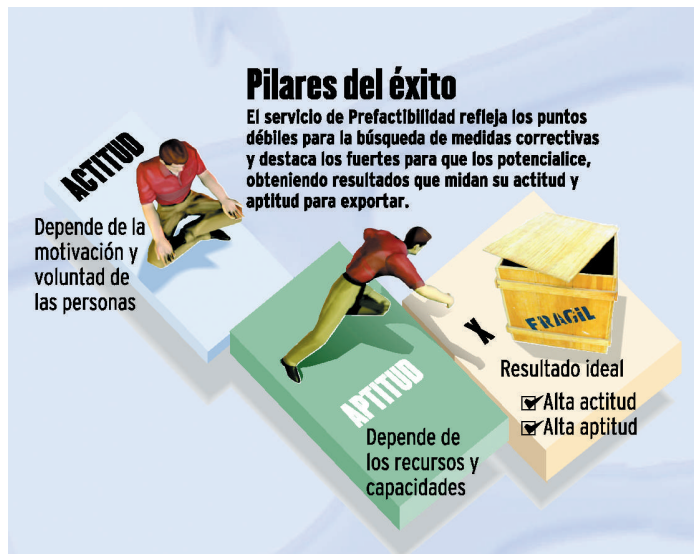 Pilares del éxito
El servicio de Prefactibilidad refleja los puntos
débiles para la búsqueda de medidas correctivas
y destaca los fuertes para que los potencialice,
obteniendo resultados que midan su actitud y
aptitud para exportar.
ACTITUD
Depende de la
motivación y
voluntad de
las personas
APTITUD
Depende de
los recursos y
capacidades
X
FRAGIL
Resultado ideal
Alta actitud
Alta aptitud